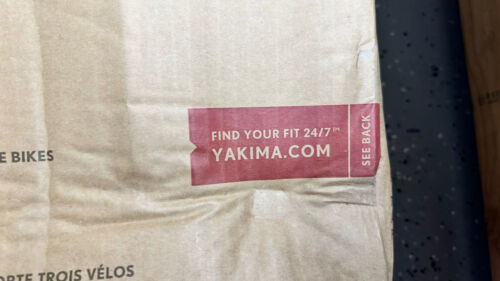 FIND YOUR FIT 24/7™
YAKIMA.COM
SEE BACK
E BIKES
ORTE TROIS VÉLOS